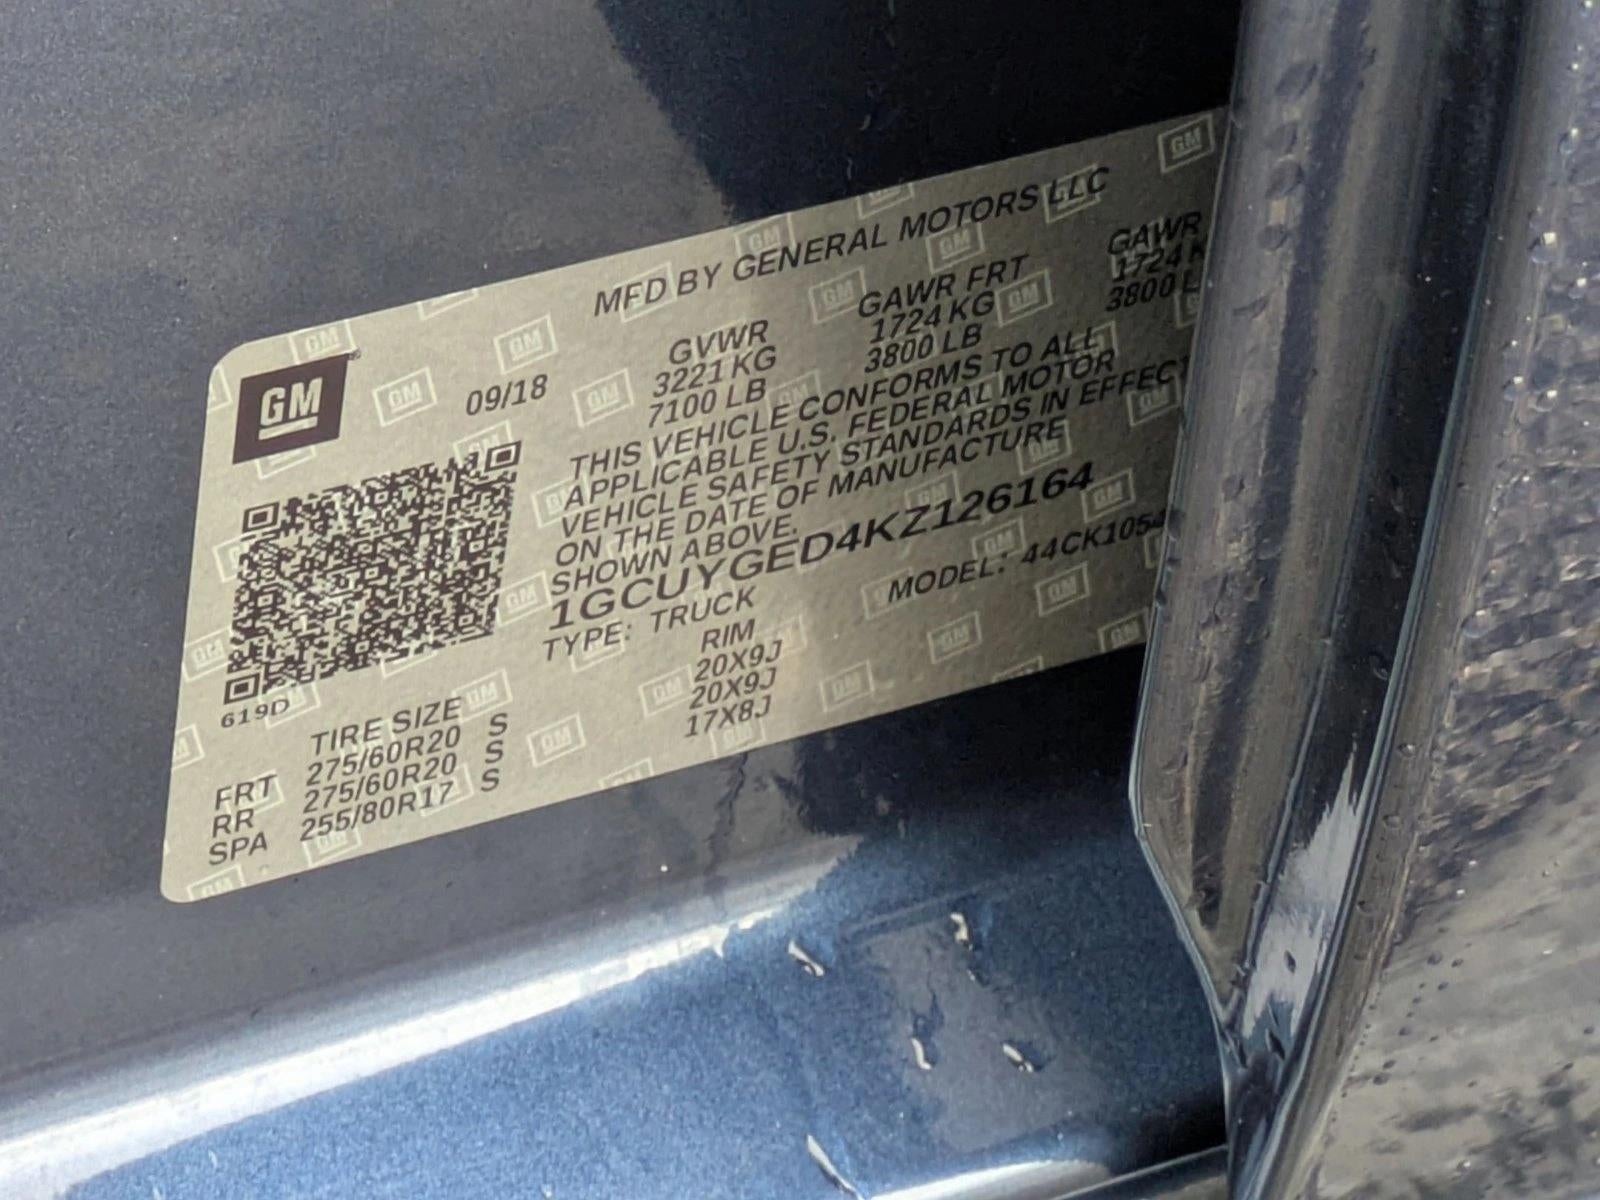 MFD BY GENERAL MOTORS LLC
GM
09/18
GVWR GAWR FRT GAWR
3221 KG 1724 KG 1724 K
7100 LB 3800 LB 3800 L
THIS VEHICLE CONFORMS TO ALL
APPLICABLE U.S. FEDERAL MOTOR
VEHICLE SAFETY STANDARDS IN EFFECT
ON THE DATE OF MANUFACTURE
SHOWN ABOVE.
1GCUYGED4KZ126164
TYPE: TRUCK MODEL: 44CK1054
619D
TIRE SIZE RIM
FRT 275/60R20 S 20X9J
RR 275/60R20 S 20X9J
SPA 255/80R17 S 17X8J